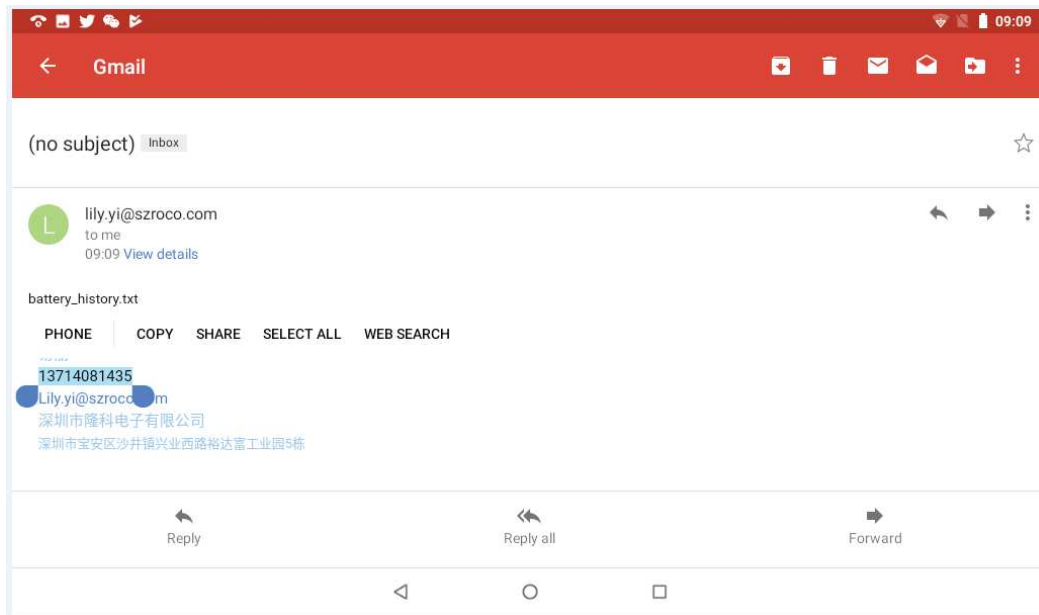 09:09
Gmail
(no subject) Inbox
L
lily.yi@szroco.com
to me
09:09 View details
battery_history.txt
PHONE COPY SHARE SELECT ALL WEB SEARCH
13714081435
Lily.yi@szroco m
深圳市隆科电子有限公司
深圳市宝安区沙井镇兴业西路裕达富工业园5栋
Reply Reply all Forward